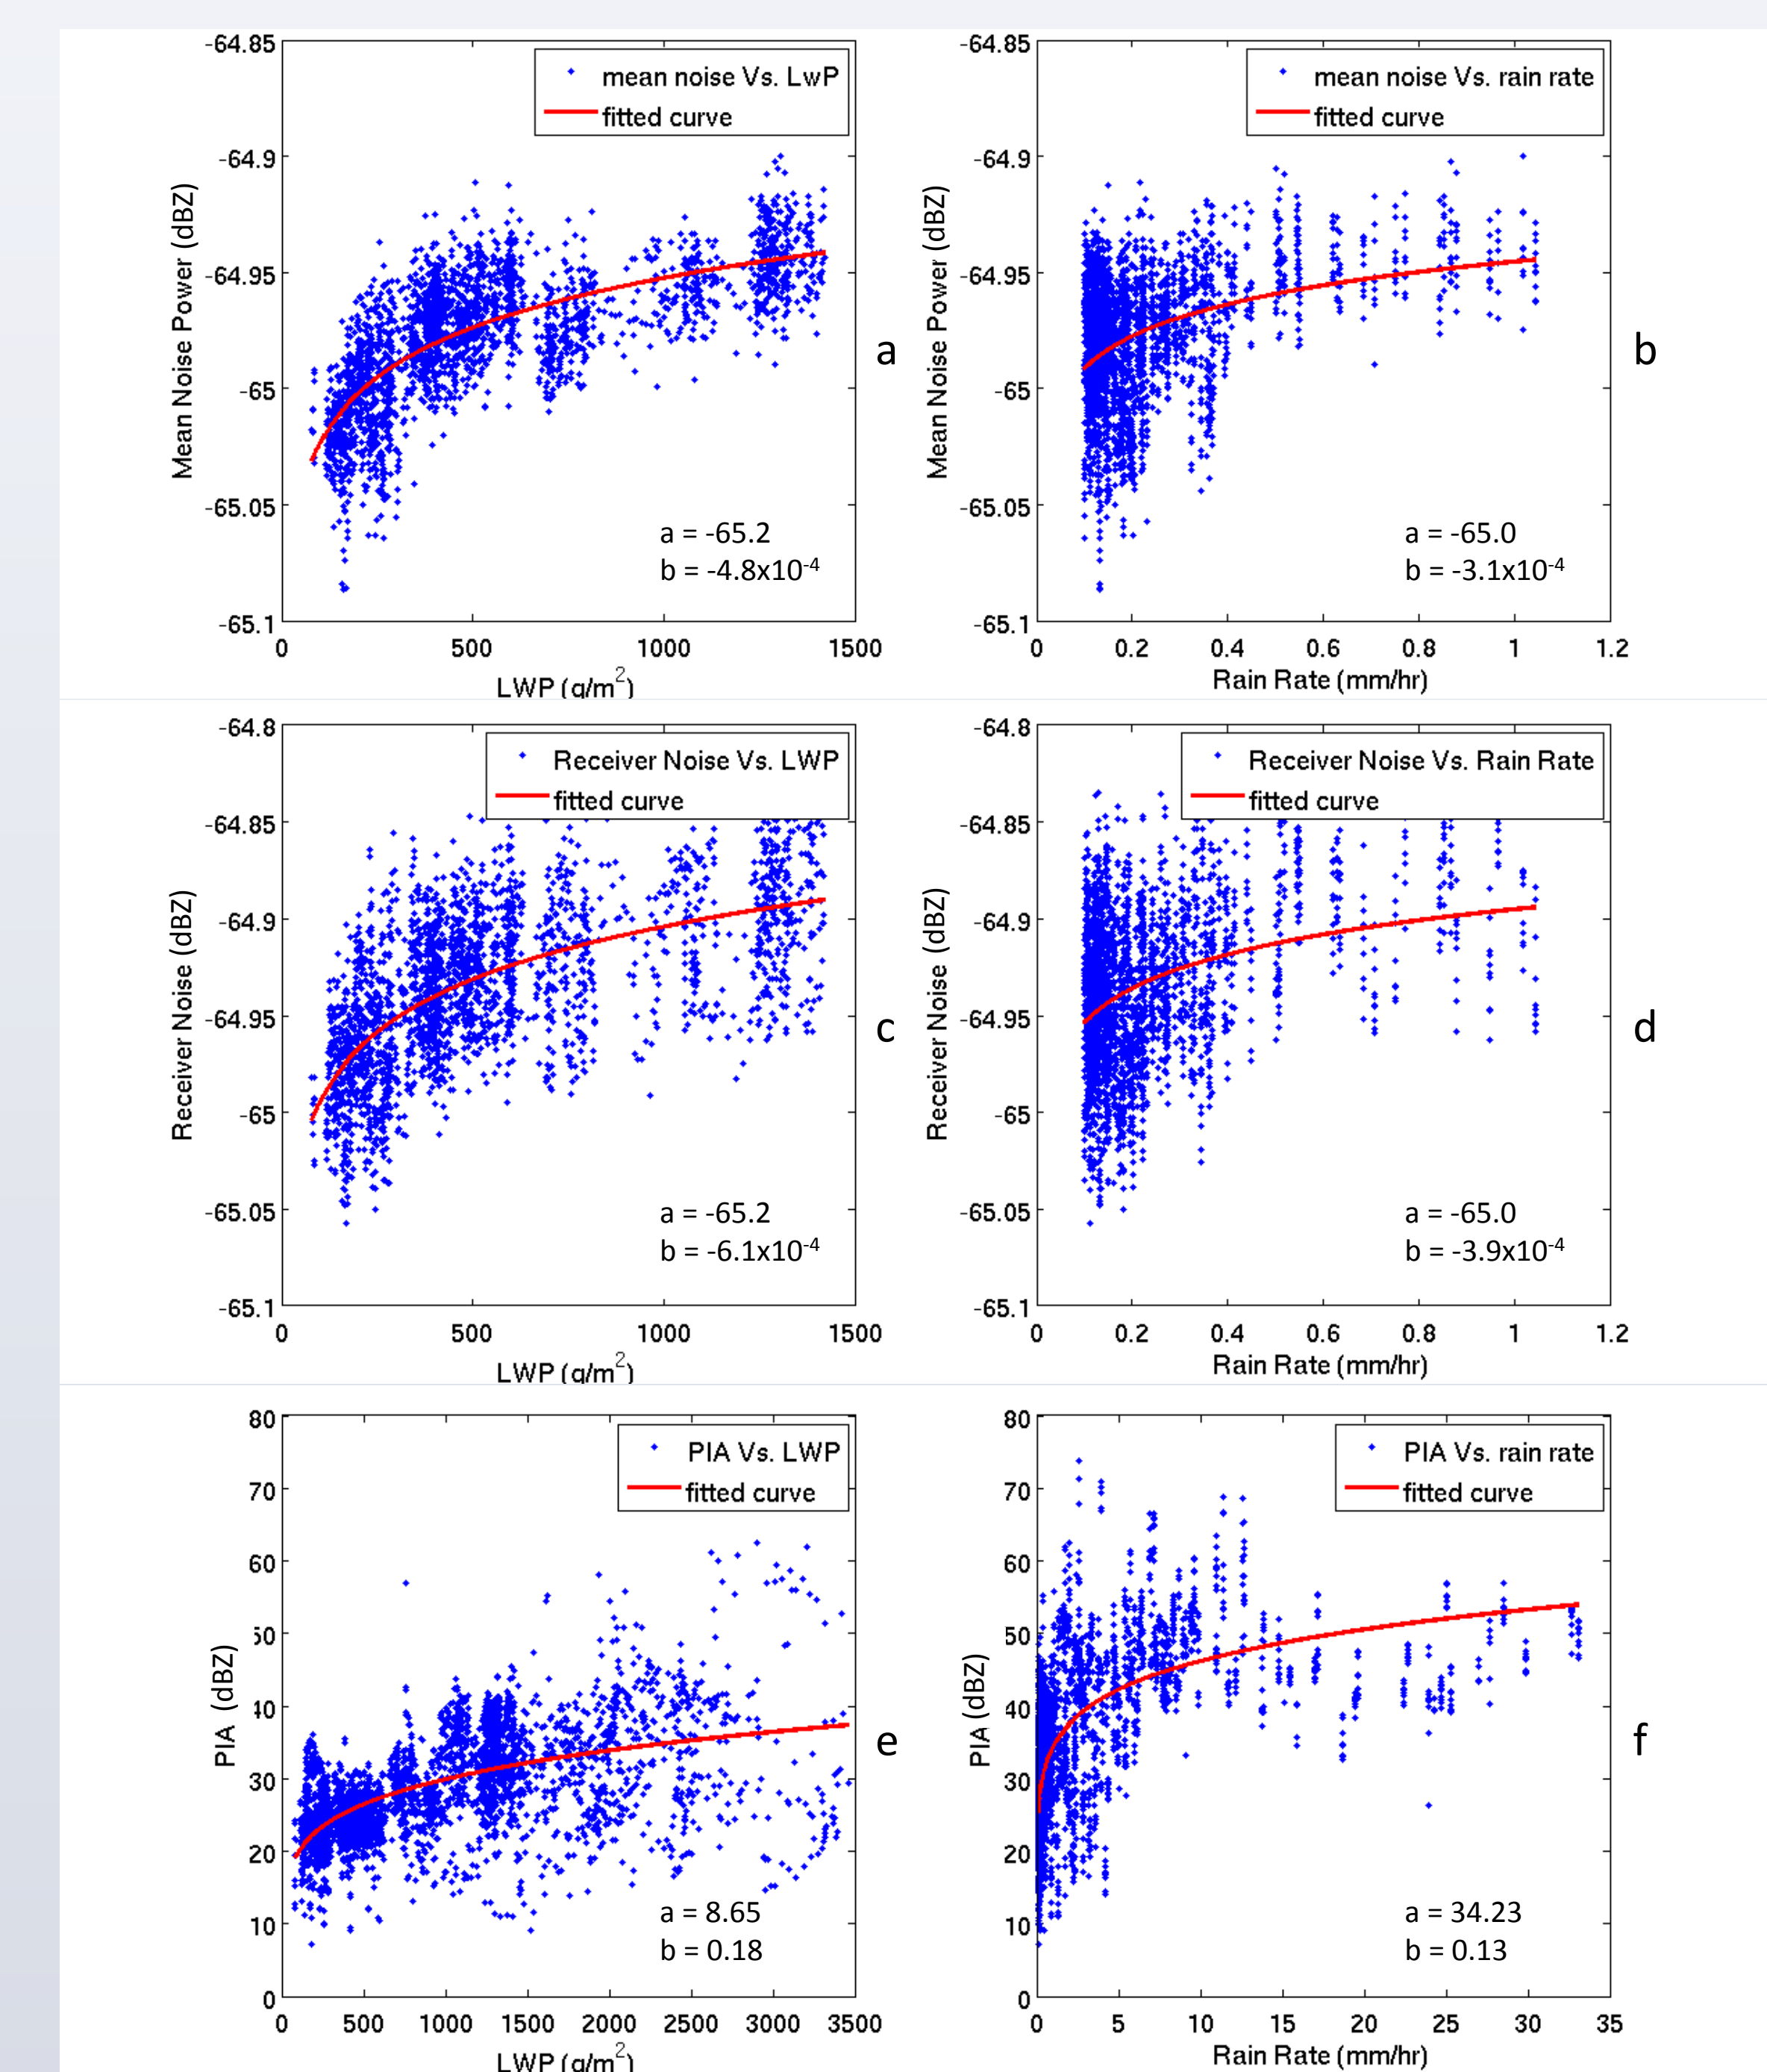 -64.85
-64.9
-64.95
-65
-65.05
-65.1
Mean Noise Power (dBZ)
mean noise Vs. LwP
fitted curve
a = -65.2
b = -4.8x10-4
0 500 1000 1500
LWP (g/m2)
a
-64.85
-64.9
-64.95
-65
-65.05
-65.1
Mean Noise Power (dBZ)
mean noise Vs. rain rate
fitted curve
a = -65.0
b = -3.1x10-4
0 0.2 0.4 0.6 0.8 1 1.2
Rain Rate (mm/hr)
b
-64.8
-64.85
-64.9
-64.95
-65
-65.05
-65.1
Receiver Noise (dBZ)
Receiver Noise Vs. LWP
fitted curve
a = -65.2
b = -6.1x10-4
0 500 1000 1500
LWP (g/m2)
c
-64.8
-64.85
-64.9
-64.95
-65
-65.05
-65.1
Receiver Noise (dBZ)
Receiver Noise Vs. Rain Rate
fitted curve
a = -65.0
b = -3.9x10-4
0 0.2 0.4 0.6 0.8 1 1.2
Rain Rate (mm/hr)
d
80
70
60
50
40
30
20
10
0
PIA (dBZ)
PIA Vs. LWP
fitted curve
a = 8.65
b = 0.18
0 500 1000 1500 2000 2500 3000 3500
LWP (g/m2)
e
80
70
60
50
40
30
20
10
0
PIA (dBZ)
PIA Vs. rain rate
fitted curve
a = 34.23
b = 0.13
0 5 10 15 20 25 30 35
Rain Rate (mm/hr)
f